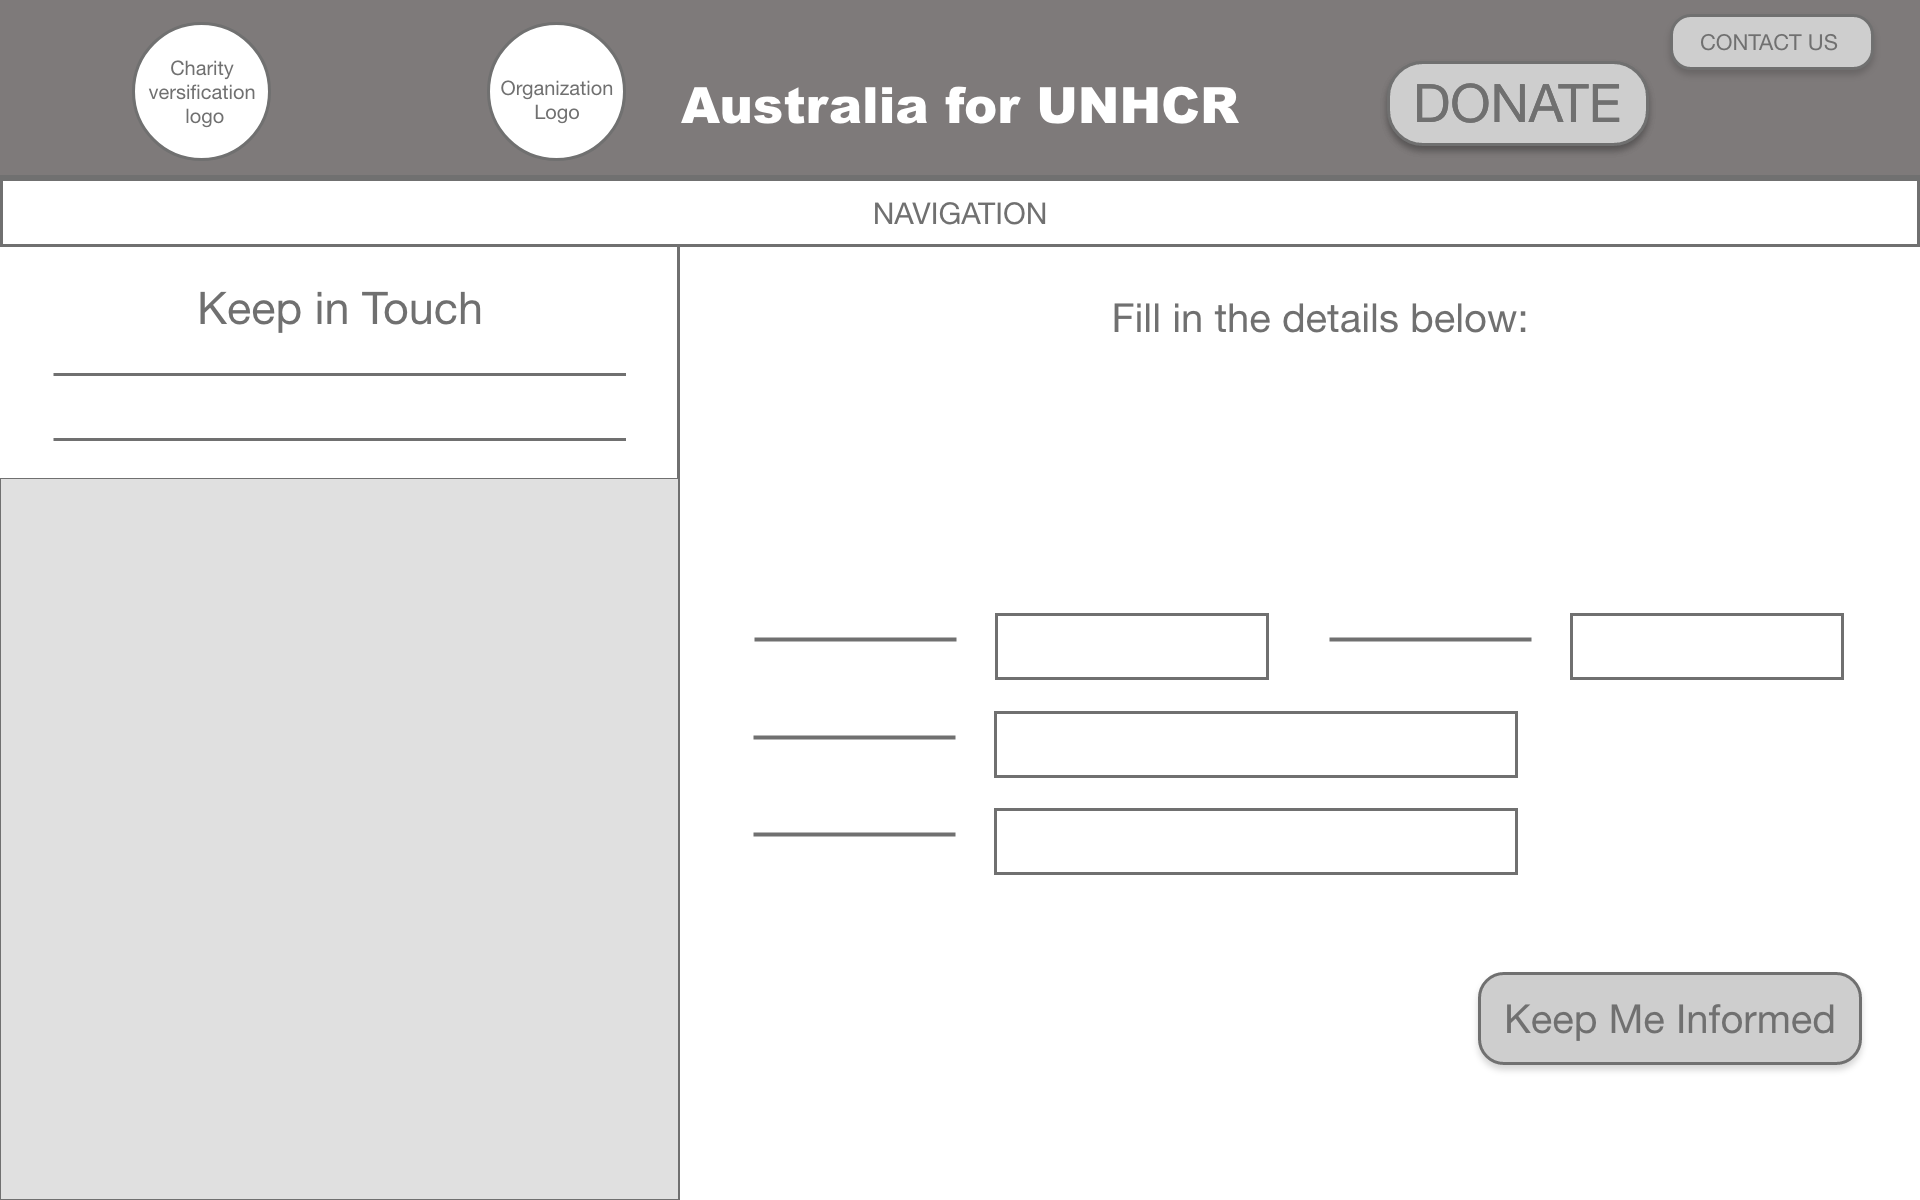 Charity
versification
logo
Organization
Logo
Australia for UNHCR
DONATE
CONTACT US
NAVIGATION
Keep in Touch
Fill in the details below:
Keep Me Informed